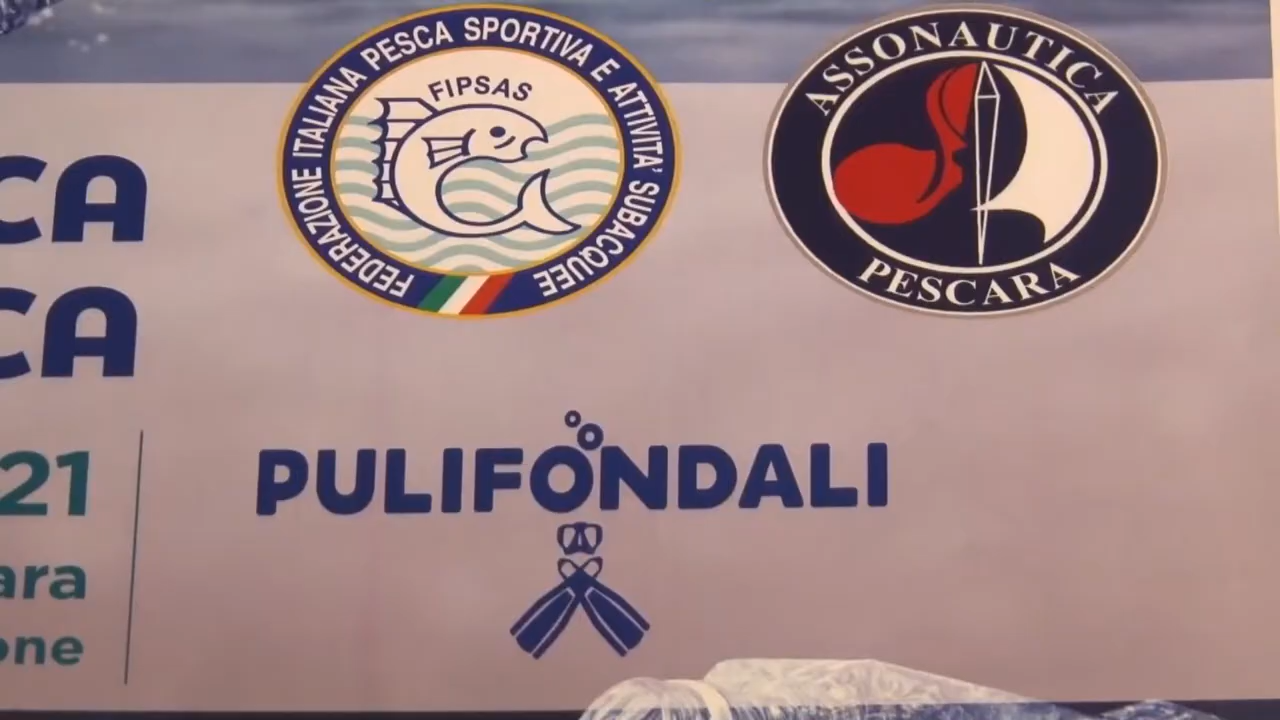 FEDERAZIONE ITALIANA PESCA SPORTIVA E ATTIVITA' SUBACQUEE
FIPSAS
ASSONAUTICA
PESCARA
CA
CA
21
ara
one
PULIFONDALI